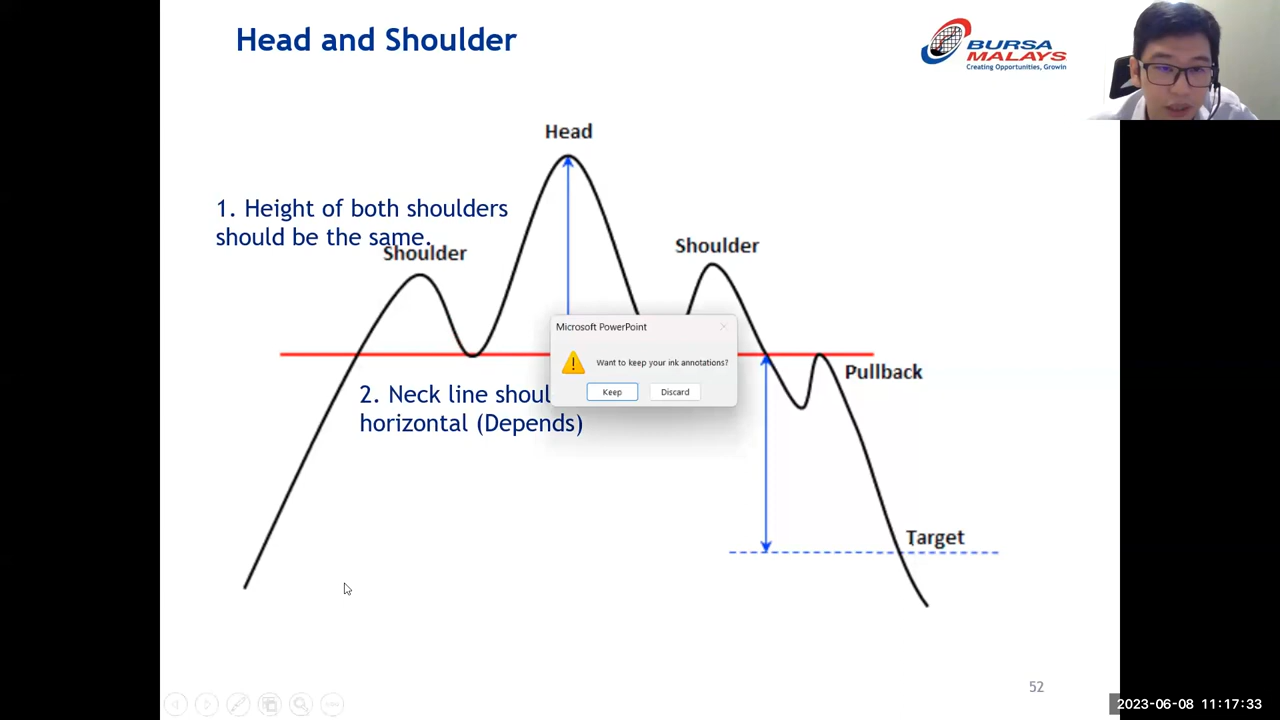 Head and Shoulder
BURSA
MALAYS
Creating Opportunities, Growin
Head
1. Height of both shoulders
should be the same.
Shoulder
Shoulder
Microsoft PowerPoint
Want to keep your ink annotations?
Keep
Discard
Pullback
2. Neck line shoul
horizontal (Depends)
Target
52
2023-06-08 11:17:33